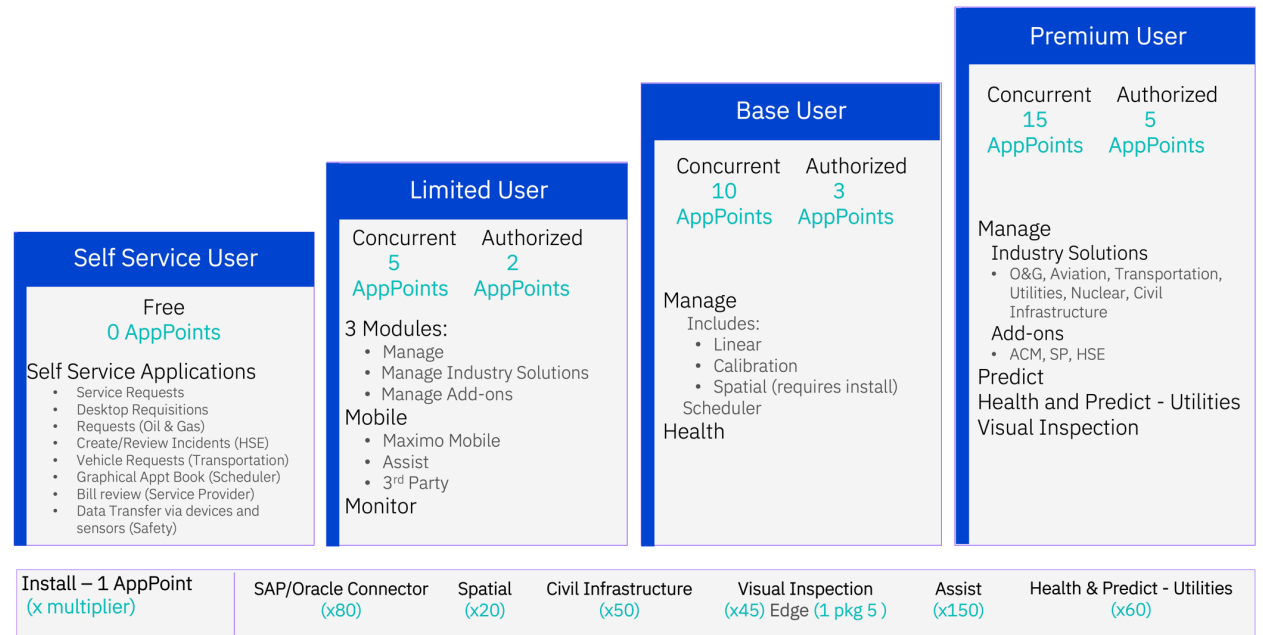 Self Service User
Free
0 AppPoints
Self Service Applications
• Service Requests
• Desktop Requisitions
• Requests (Oil & Gas)
• Create/Review Incidents (HSE)
• Vehicle Requests (Transportation)
• Graphical Appt Book (Scheduler)
• Bill review (Service Provider)
• Data Transfer via devices and
sensors (Safety)
Limited User
Concurrent Authorized
5 2
AppPoints AppPoints
3 Modules:
• Manage
• Manage Industry Solutions
• Manage Add-ons
Mobile
• Maximo Mobile
• Assist
• 3rd Party
Monitor
Base User
Concurrent Authorized
10 3
AppPoints AppPoints
Manage
Includes:
• Linear
• Calibration
• Spatial (requires install)
Scheduler
Health
Premium User
Concurrent Authorized
15 5
AppPoints AppPoints
Manage
Industry Solutions
• O&G, Aviation, Transportation,
Utilities, Nuclear, Civil
Infrastructure
Add-ons
• ACM, SP, HSE
Predict
Health and Predict - Utilities
Visual Inspection
Install – 1 AppPoint
(x multiplier)
SAP/Oracle Connector
(x80)
Spatial
(x20)
Civil Infrastructure
(x50)
Visual Inspection
(x45) Edge (1 pkg 5 )
Assist
(x150)
Health & Predict - Utilities
(x60)